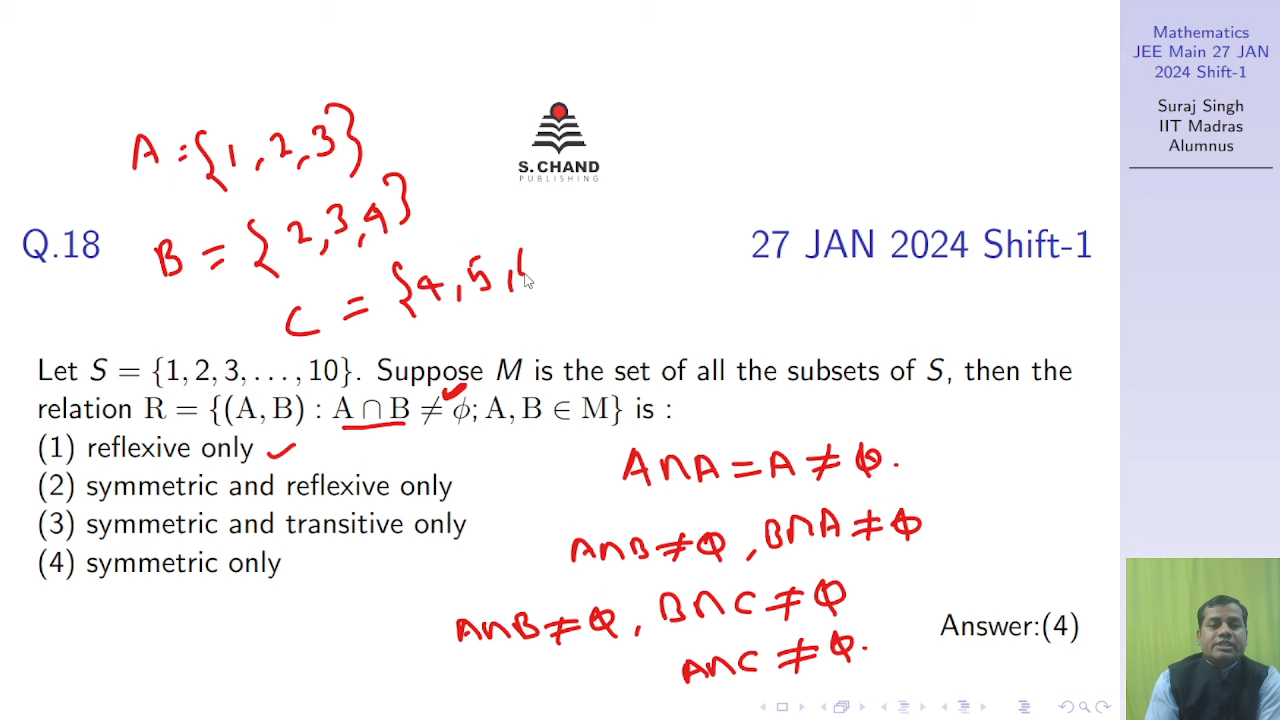 A = {1, 2, 3}
S. CHAND
PUBLISHING
B = {2, 3, 4}
Q.18
27 JAN 2024 Shift-1
C = {4, 5, 6
Let S = {1, 2, 3, . . . , 10}. Suppose M is the set of all the subsets of S, then the
relation R = {(A, B) : A ∩ B ≠ ϕ; A, B ∈ M} is :
(1) reflexive only ✓
(2) symmetric and reflexive only
(3) symmetric and transitive only
(4) symmetric only
A∩A = A ≠ ϕ.
A∩B ≠ ϕ, B∩A ≠ ϕ
A∩B ≠ ϕ, B∩C ≠ ϕ
A∩C ≠ ϕ.
Answer:(4)
Mathematics
JEE Main 27 JAN
2024 Shift-1
Suraj Singh
IIT Madras
Alumnus